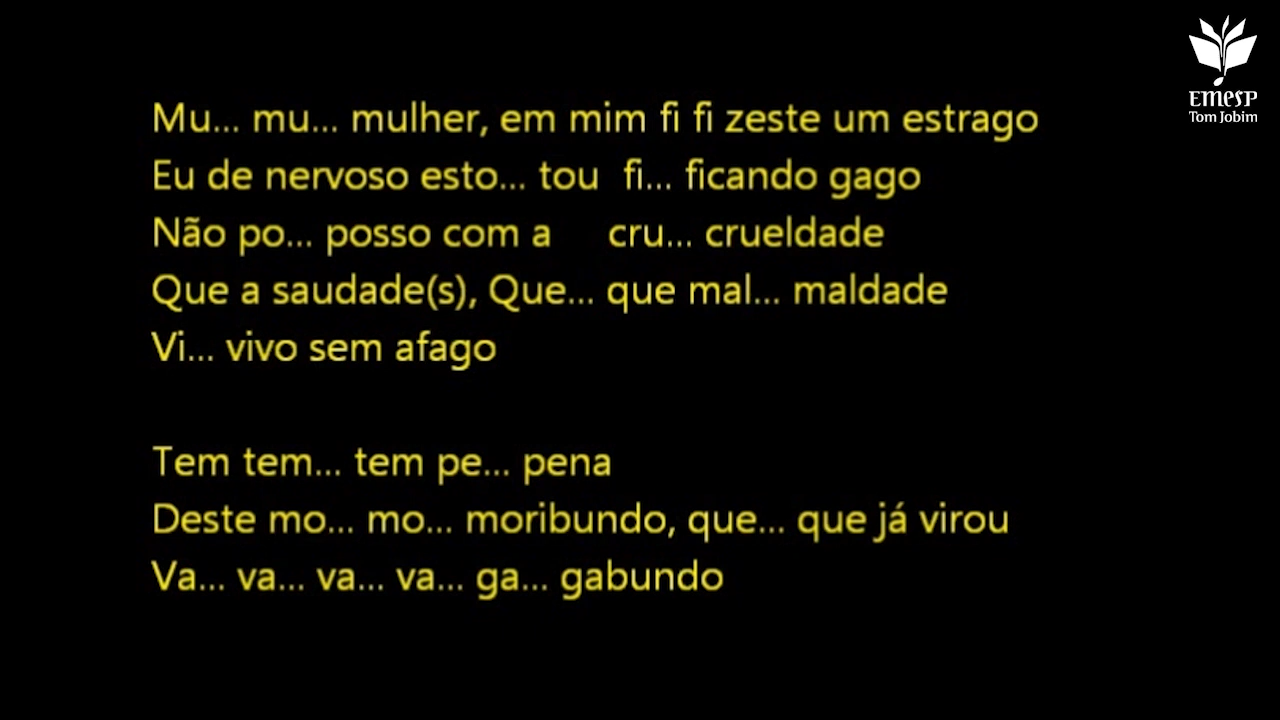 EMESP
Tom Jobim
Mu... mu... mulher, em mim fi fi zeste um estrago
Eu de nervoso esto... tou fi... ficando gago
Não po... posso com a cru... crueldade
Que a saudade(s), Que... que mal... maldade
Vi... vivo sem afago
Tem tem... tem pe... pena
Deste mo... mo... moribundo, que... que já virou
Va... va... va... va... ga... gabundo